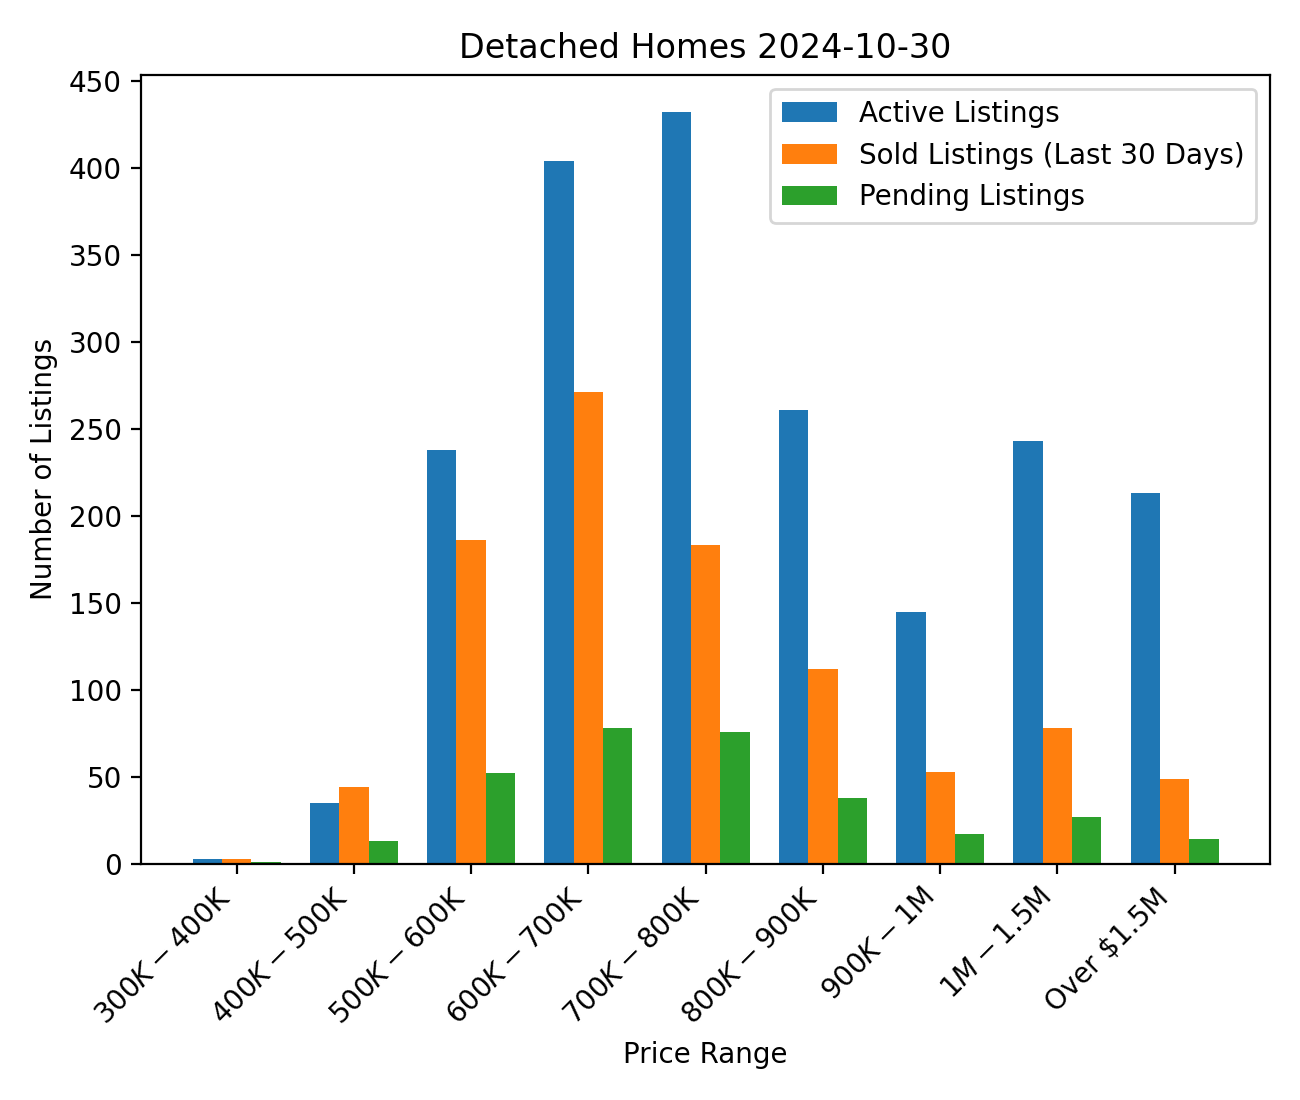 Detached Homes 2024-10-30
450
400
350
300
250
200
150
100
50
0
Number of Listings
Active Listings
Sold Listings (Last 30 Days)
Pending Listings
300K − 400K
400K − 500K
500K − 600K
600K − 700K
700K − 800K
800K − 900K
900K − 1M
1M − 1.5M
Over $1.5M
Price Range